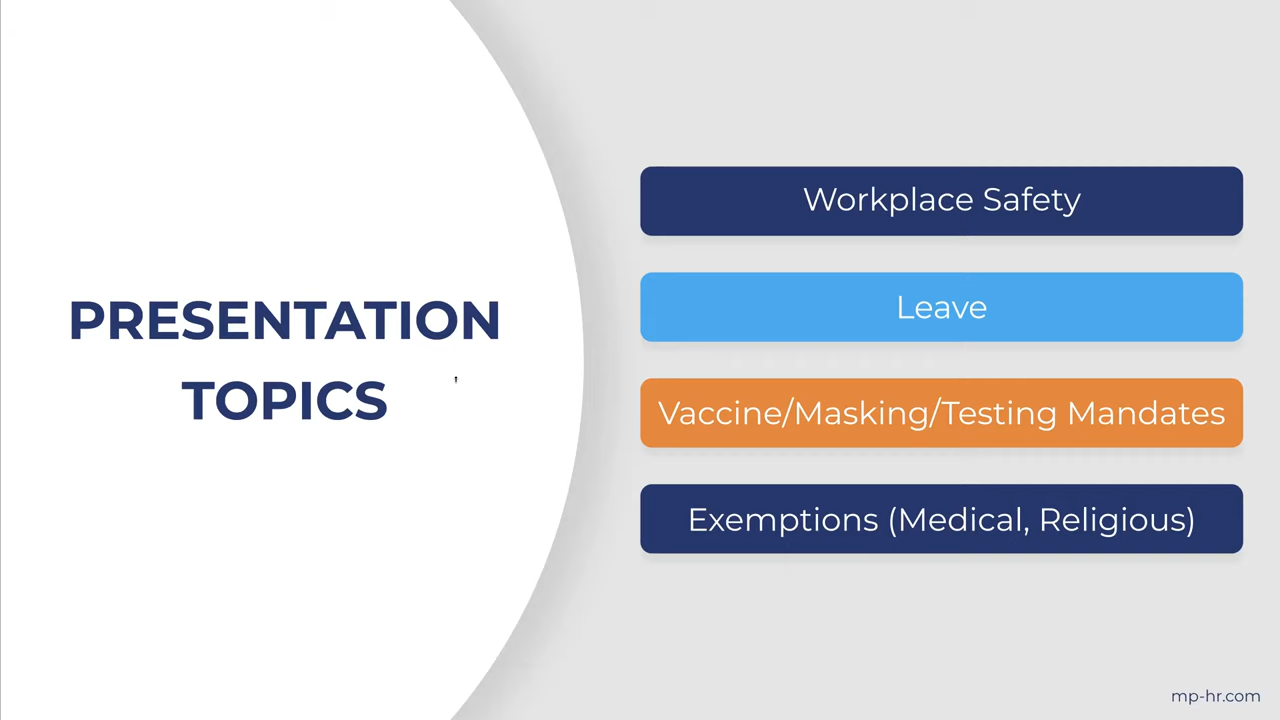 PRESENTATION
TOPICS
Workplace Safety
Leave
Vaccine/Masking/Testing Mandates
Exemptions (Medical, Religious)
mp-hr.com